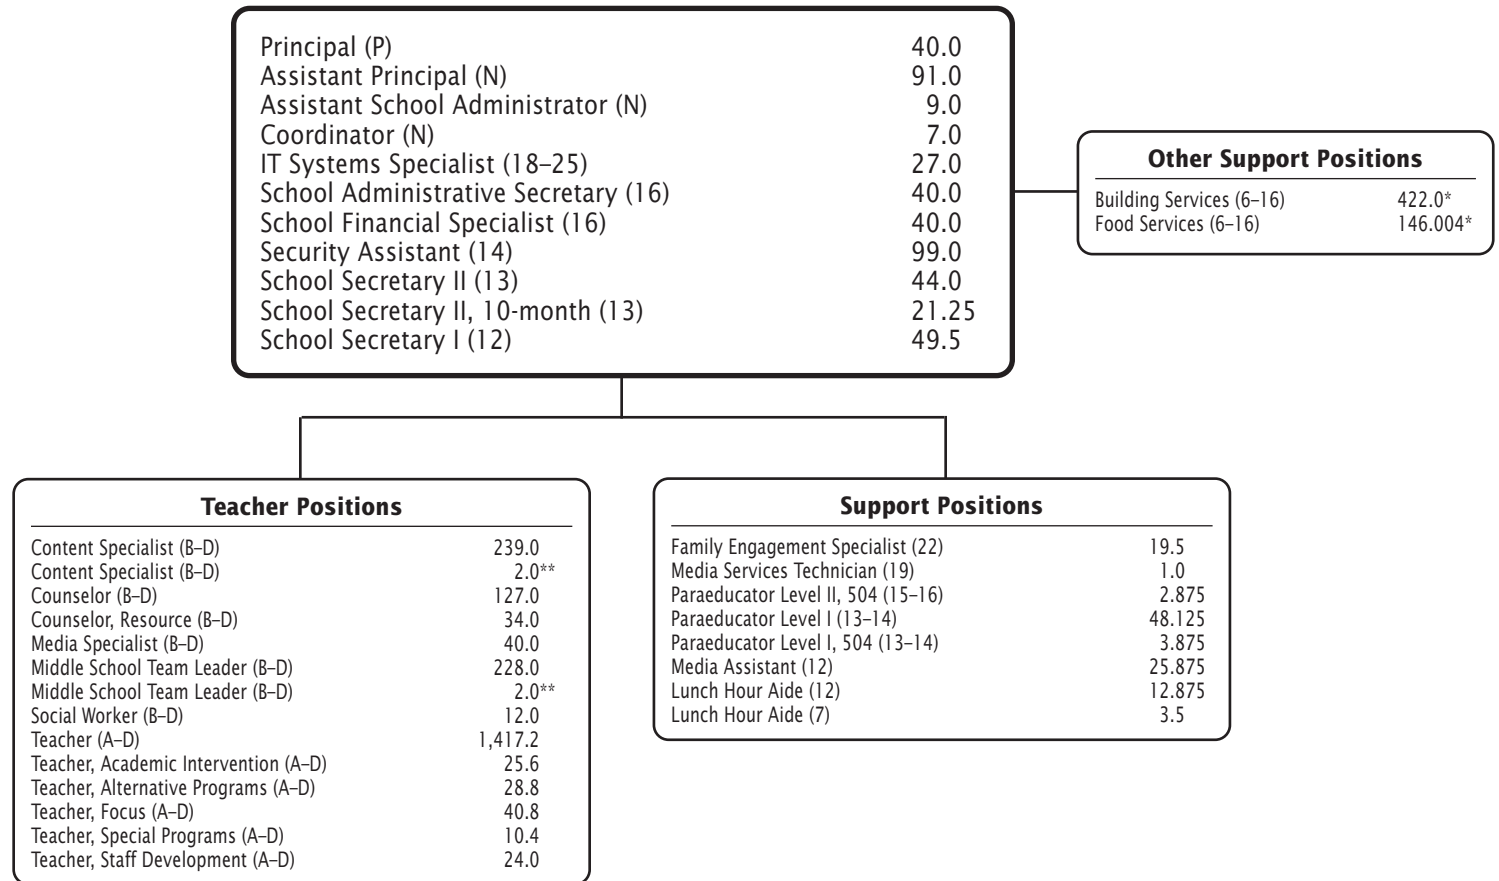 Principal (P) 40.0
Assistant Principal (N) 91.0
Assistant School Administrator (N) 9.0
Coordinator (N) 7.0
IT Systems Specialist (18–25) 27.0
School Administrative Secretary (16) 40.0
School Financial Specialist (16) 40.0
Security Assistant (14) 99.0
School Secretary II (13) 44.0
School Secretary II, 10-month (13) 21.25
School Secretary I (12) 49.5
Other Support Positions
Building Services (6–16) 422.0*
Food Services (6–16) 146.004*
Teacher Positions
Content Specialist (B–D) 239.0
Content Specialist (B–D) 2.0**
Counselor (B–D) 127.0
Counselor, Resource (B–D) 34.0
Media Specialist (B–D) 40.0
Middle School Team Leader (B–D) 228.0
Middle School Team Leader (B–D) 2.0**
Social Worker (B–D) 12.0
Teacher (A–D) 1,417.2
Teacher, Academic Intervention (A–D) 25.6
Teacher, Alternative Programs (A–D) 28.8
Teacher, Focus (A–D) 40.8
Teacher, Special Programs (A–D) 10.4
Teacher, Staff Development (A–D) 24.0
Support Positions
Family Engagement Specialist (22) 19.5
Media Services Technician (19) 1.0
Paraeducator Level II, 504 (15–16) 2.875
Paraeducator Level I (13–14) 48.125
Paraeducator Level I, 504 (13–14) 3.875
Media Assistant (12) 25.875
Lunch Hour Aide (12) 12.875
Lunch Hour Aide (7) 3.5